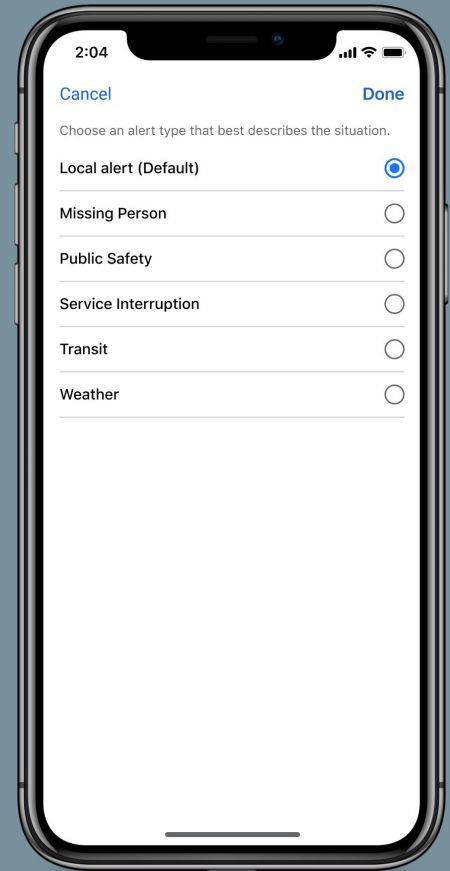 2:04
Cancel
Done
Choose an alert type that best describes the situation.
Local alert (Default)
Missing Person
Public Safety
Service Interruption
Transit
Weather